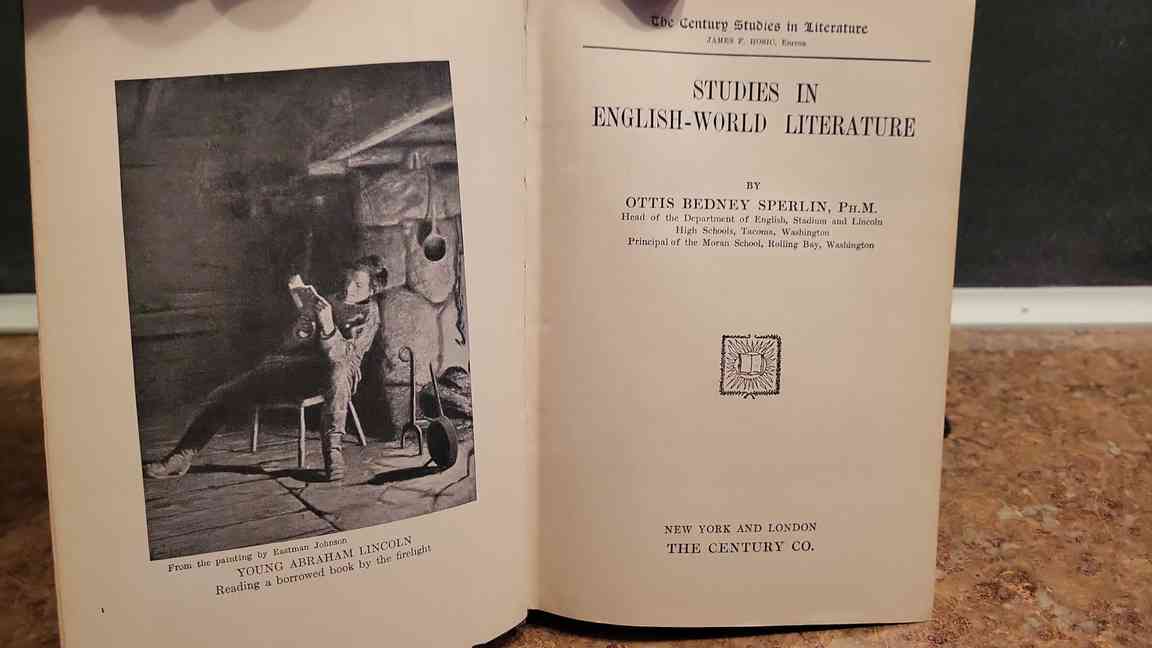 From the painting by Eastman Johnson
YOUNG ABRAHAM LINCOLN
Reading a borrowed book by the firelight
The Century Studies in Literature
JAMES F. HOSIC, EDITOR
STUDIES IN
ENGLISH-WORLD LITERATURE
BY
OTTIS BEDNEY SPERLIN, PH.M.
Head of the Department of English, Stadium and Lincoln
High Schools, Tacoma, Washington
Principal of the Moran School, Rolling Bay, Washington
NEW YORK AND LONDON
THE CENTURY CO.